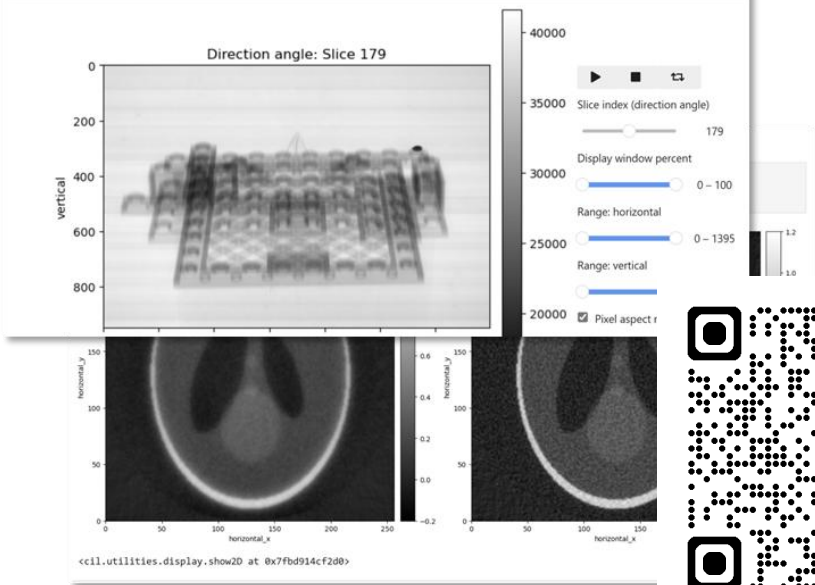 Direction angle: Slice 179
0
200
400
600
800
vertical
40000
35000
30000
25000
20000
Slice index (direction angle)
179
Display window percent
0 – 100
Range: horizontal
0 – 1395
Range: vertical
Pixel aspect r
1.2
1.0
150
100
50
0
horizontal_y
0 50 100 150 200 250
horizontal_x
0.6
0.4
0.2
0.0
−0.2
150
100
50
0
horizontal_y
0 50 100 150
horizontal_x
<cil.utilities.display.show2D at 0x7fbd914cf2d0>